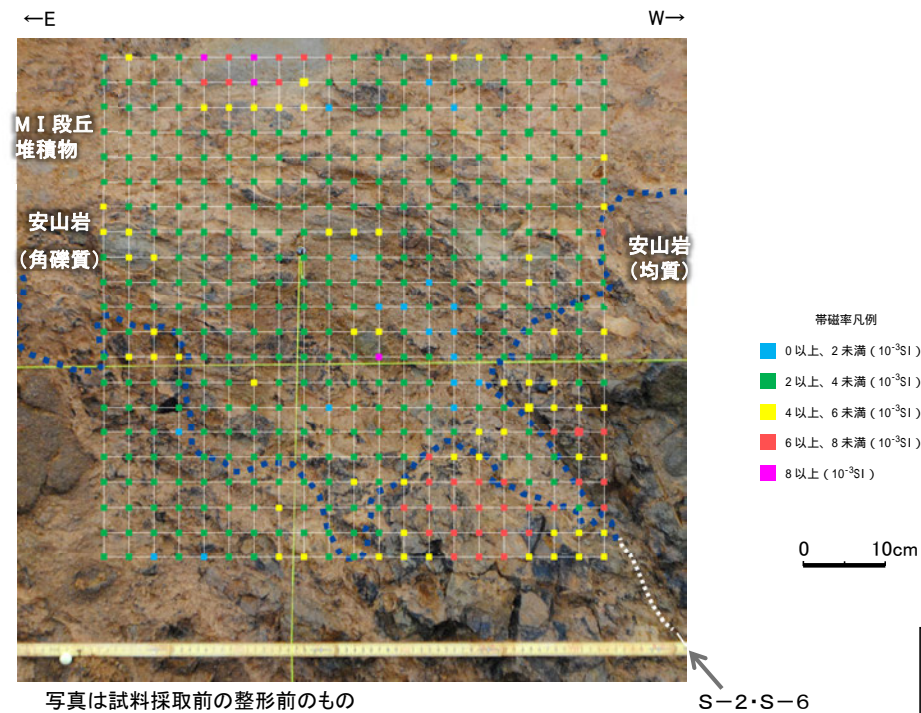 ←E
W→
MⅠ段丘
堆積物
安山岩
(角礫質)
安山岩
(均質)
帯磁率凡例
0以上、2未満(10⁻³SI)
2以上、4未満(10⁻³SI)
4以上、6未満(10⁻³SI)
6以上、8未満(10⁻³SI)
8以上(10⁻³SI)
0
10cm
写真は試料採取前の整形前のもの
S-2・S-6